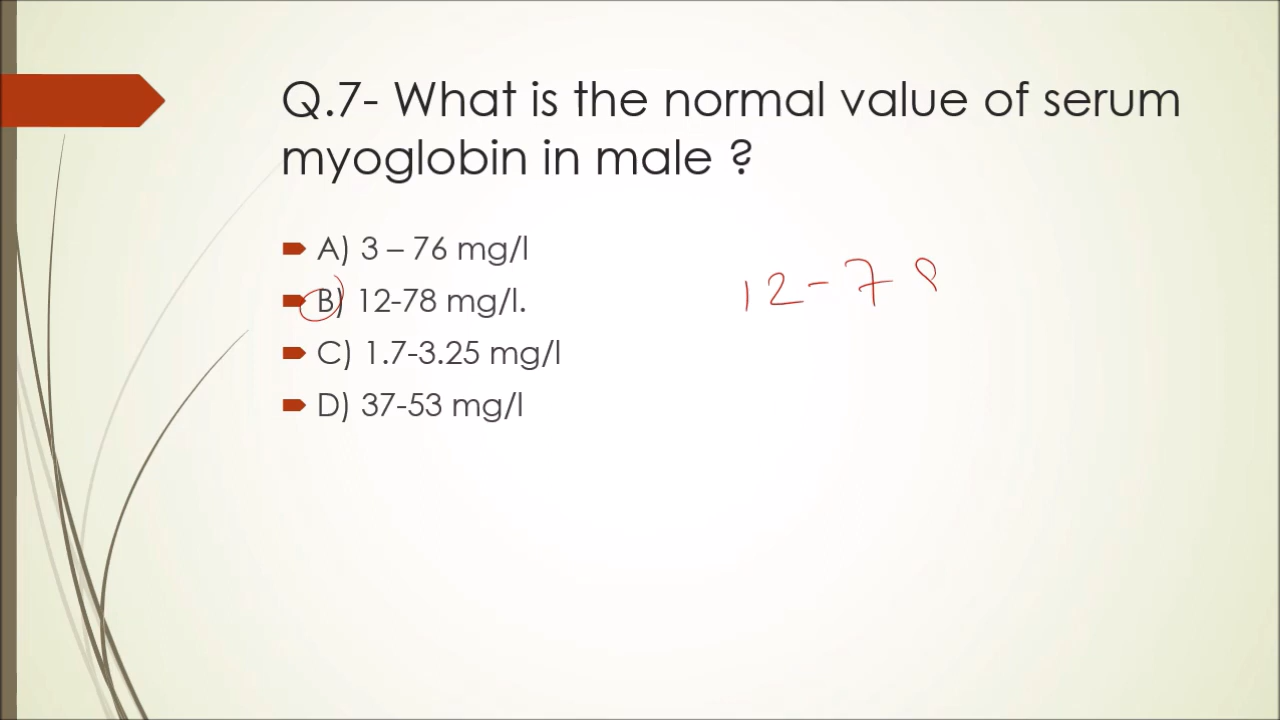 Q.7- What is the normal value of serum
myoglobin in male ?
A) 3 – 76 mg/l
B) 12-78 mg/l.
12-78
C) 1.7-3.25 mg/l
D) 37-53 mg/l